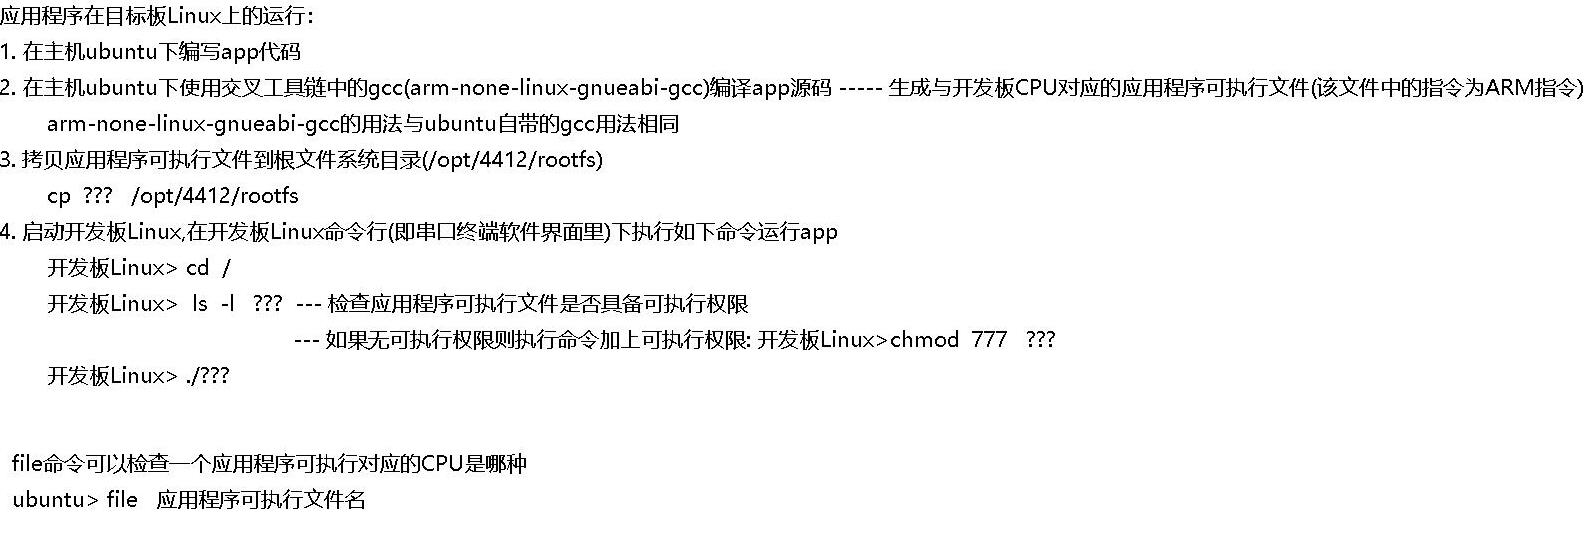 应用程序在目标板Linux上的运行：
1. 在主机ubuntu下编写app代码
2. 在主机ubuntu下使用交叉工具链中的gcc(arm-none-linux-gnueabi-gcc)编译app源码 ----- 生成与开发板CPU对应的应用程序可执行文件(该文件中的指令为ARM指令)
arm-none-linux-gnueabi-gcc的用法与ubuntu自带的gcc用法相同
3. 拷贝应用程序可执行文件到根文件系统目录(/opt/4412/rootfs)
cp ??? /opt/4412/rootfs
4. 启动开发板Linux,在开发板Linux命令行(即串口终端软件界面里)下执行如下命令运行app
开发板Linux> cd /
开发板Linux> ls -l ??? --- 检查应用程序可执行文件是否具备可执行权限
--- 如果无可执行权限则执行命令加上可执行权限: 开发板Linux>chmod 777 ???
开发板Linux> ./???
file命令可以检查一个应用程序可执行对应的CPU是哪种
ubuntu> file 应用程序可执行文件名